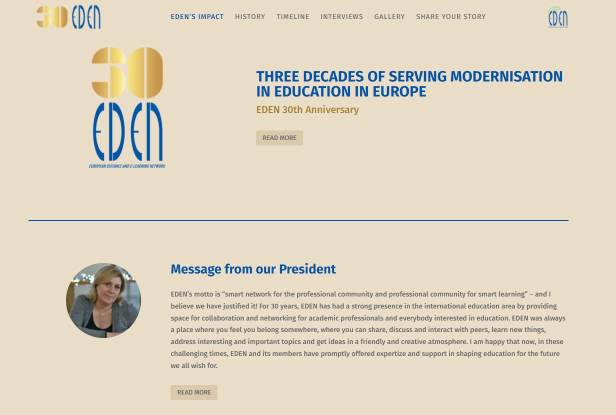 30 EDEN
EDEN'S IMPACT HISTORY TIMELINE INTERVIEWS GALLERY SHARE YOUR STORY
EDEN
30
EDEN
EUROPEAN DISTANCE AND E-LEARNING NETWORK
THREE DECADES OF SERVING MODERNISATION
IN EDUCATION IN EUROPE
EDEN 30th Anniversary
READ MORE
Message from our President
EDEN's motto is "smart network for the professional community and professional community for smart learning" – and I
believe we have justified it! For 30 years, EDEN has had a strong presence in the international education area by providing
space for collaboration and networking for academic professionals and everybody interested in education. EDEN was always
a place where you feel you belong somewhere, where you can share, discuss and interact with peers, learn new things,
address interesting and important topics and get ideas in a friendly and creative atmosphere. I am happy that now, in these
challenging times, EDEN and its members have promptly offered expertize and support in shaping education for the future
we all wish for.
READ MORE